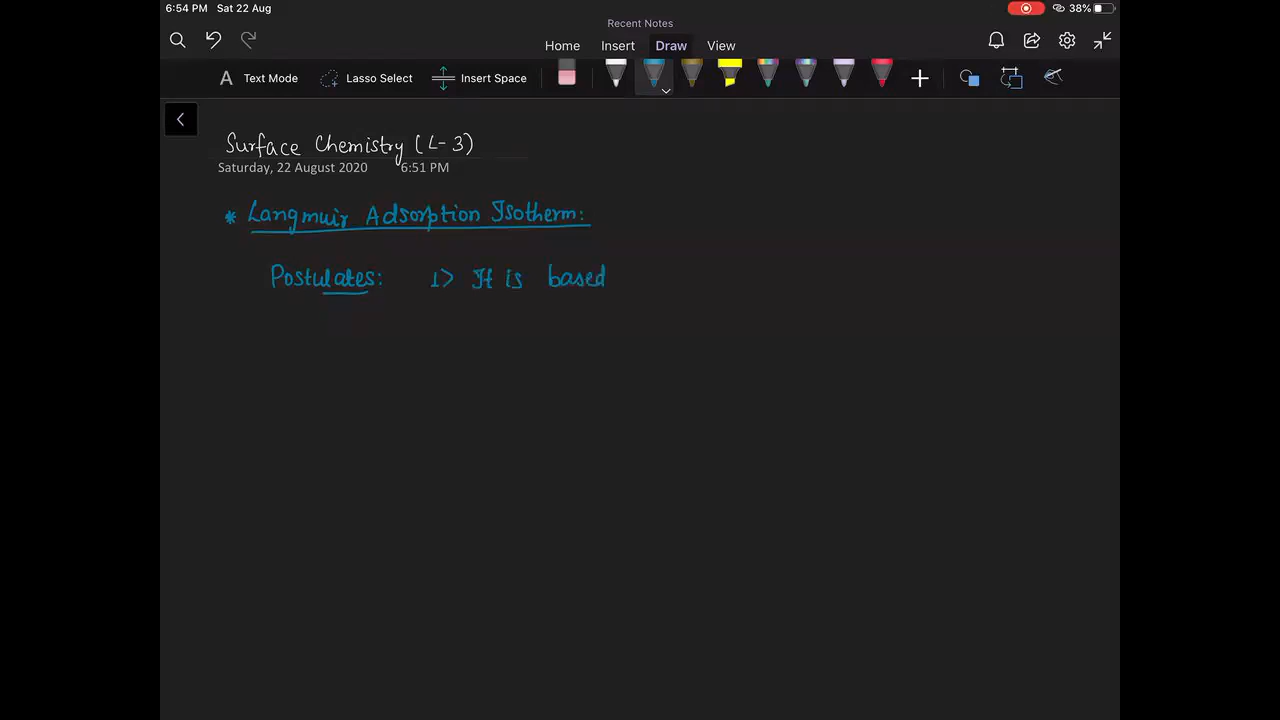 6:54 PM Sat 22 Aug 38%
Recent Notes
Home Insert Draw View
A Text Mode Lasso Select Insert Space
Surface Chemistry (L-3)
Saturday, 22 August 2020 6:51 PM
* Langmuir Adsorption Isotherm:
Postulates: 1> It is based